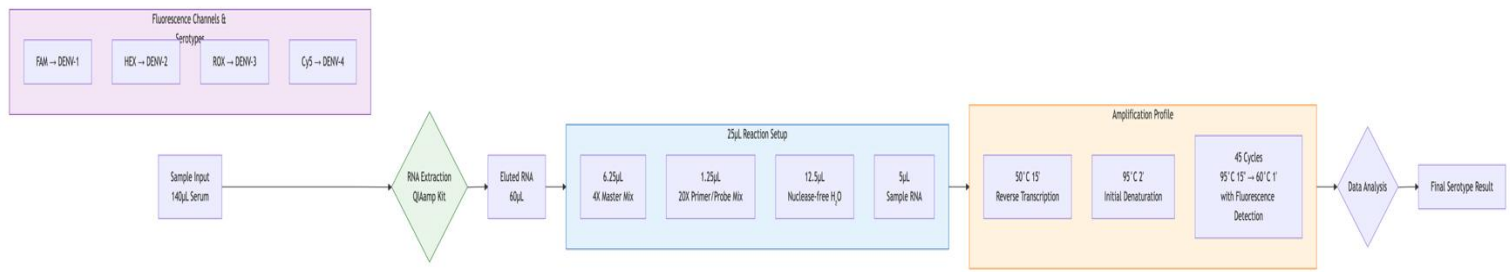 Fluorescence Channels &
Serotypes
FAM → DENV-1
HEX → DENV-2
ROX → DENV-3
Cy5 → DENV-4
Sample Input
140µL Serum
RNA Extraction
QIAamp Kit
Eluted RNA
60µL
25µL Reaction Setup
6.25µL
4X Master Mix
1.25µL
20X Primer/Probe Mix
12.5µL
Nuclease-free H₂O
5µL
Sample RNA
Amplification Profile
50°C 15'
Reverse Transcription
95°C 2'
Initial Denaturation
45 Cycles
95°C 15" → 60°C 1'
with Fluorescence
Detection
Data Analysis
Final Serotype Result